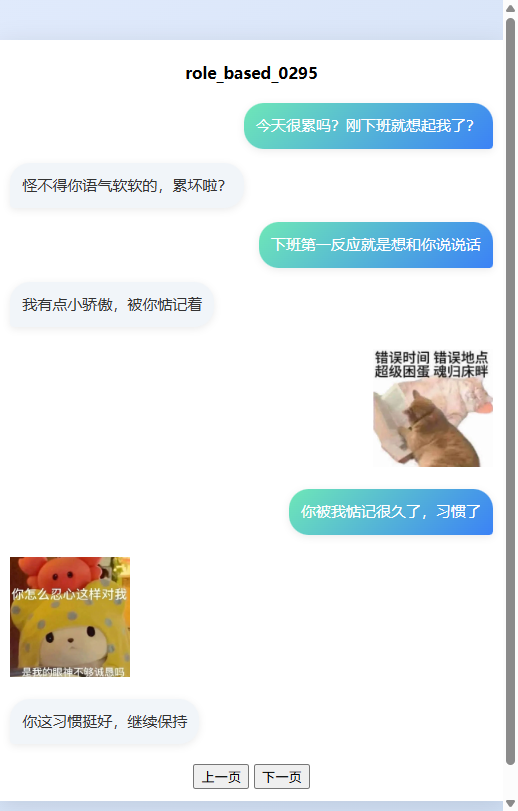 role_based_0295
今天很累吗？刚下班就想起我了？
怪不得你语气软软的，累坏啦？
下班第一反应就是想和你说说话
我有点小骄傲，被你惦记着
错误时间 错误地点
超级困蛋 魂归床畔
你被我惦记很久了，习惯了
你怎么忍心这样对我
是我的眼神不够诚恳吗
你这习惯挺好，继续保持
上一页 下一页